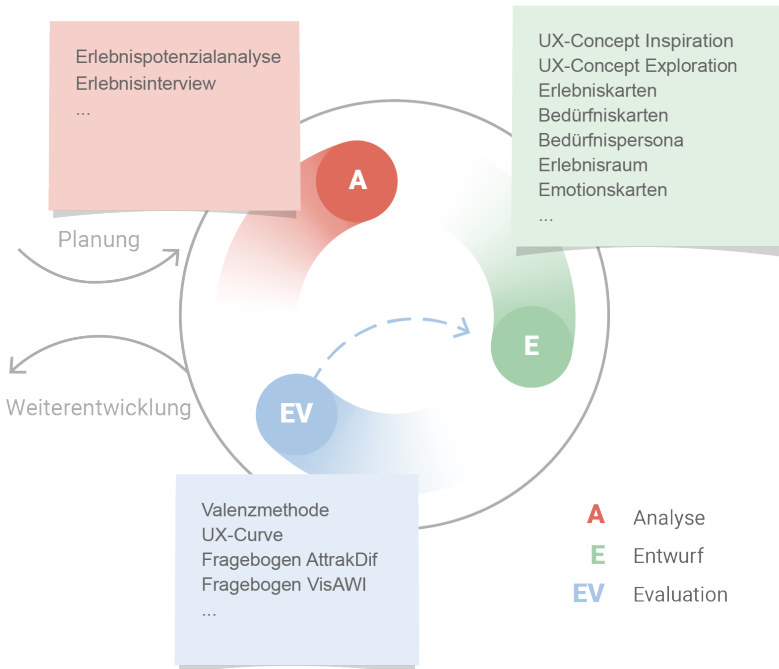 Erlebnispotenzialanalyse
Erlebnisinterview
...
UX-Concept Inspiration
UX-Concept Exploration
Erlebiskarten
Bedürfniskarten
Bedürfnispersona
Erlebnisraum
Emotionskarten
...
A
Planung
E
Weiterentwicklung
EV
Valenzmethode
UX-Curve
Fragebogen AttrakDif
Fragebogen VisAWI
...
A Analyse
E Entwurf
EV Evaluation